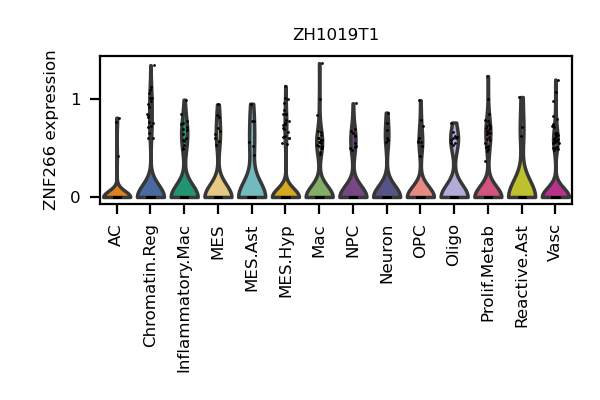 ZH1019T1
ZNF266 expression
1
0
AC
Chromatin.Reg
Inflammatory.Mac
MES
MES.Ast
MES.Hyp
Mac
NPC
Neuron
OPC
Oligo
Prolif.Metab
Reactive.Ast
Vasc